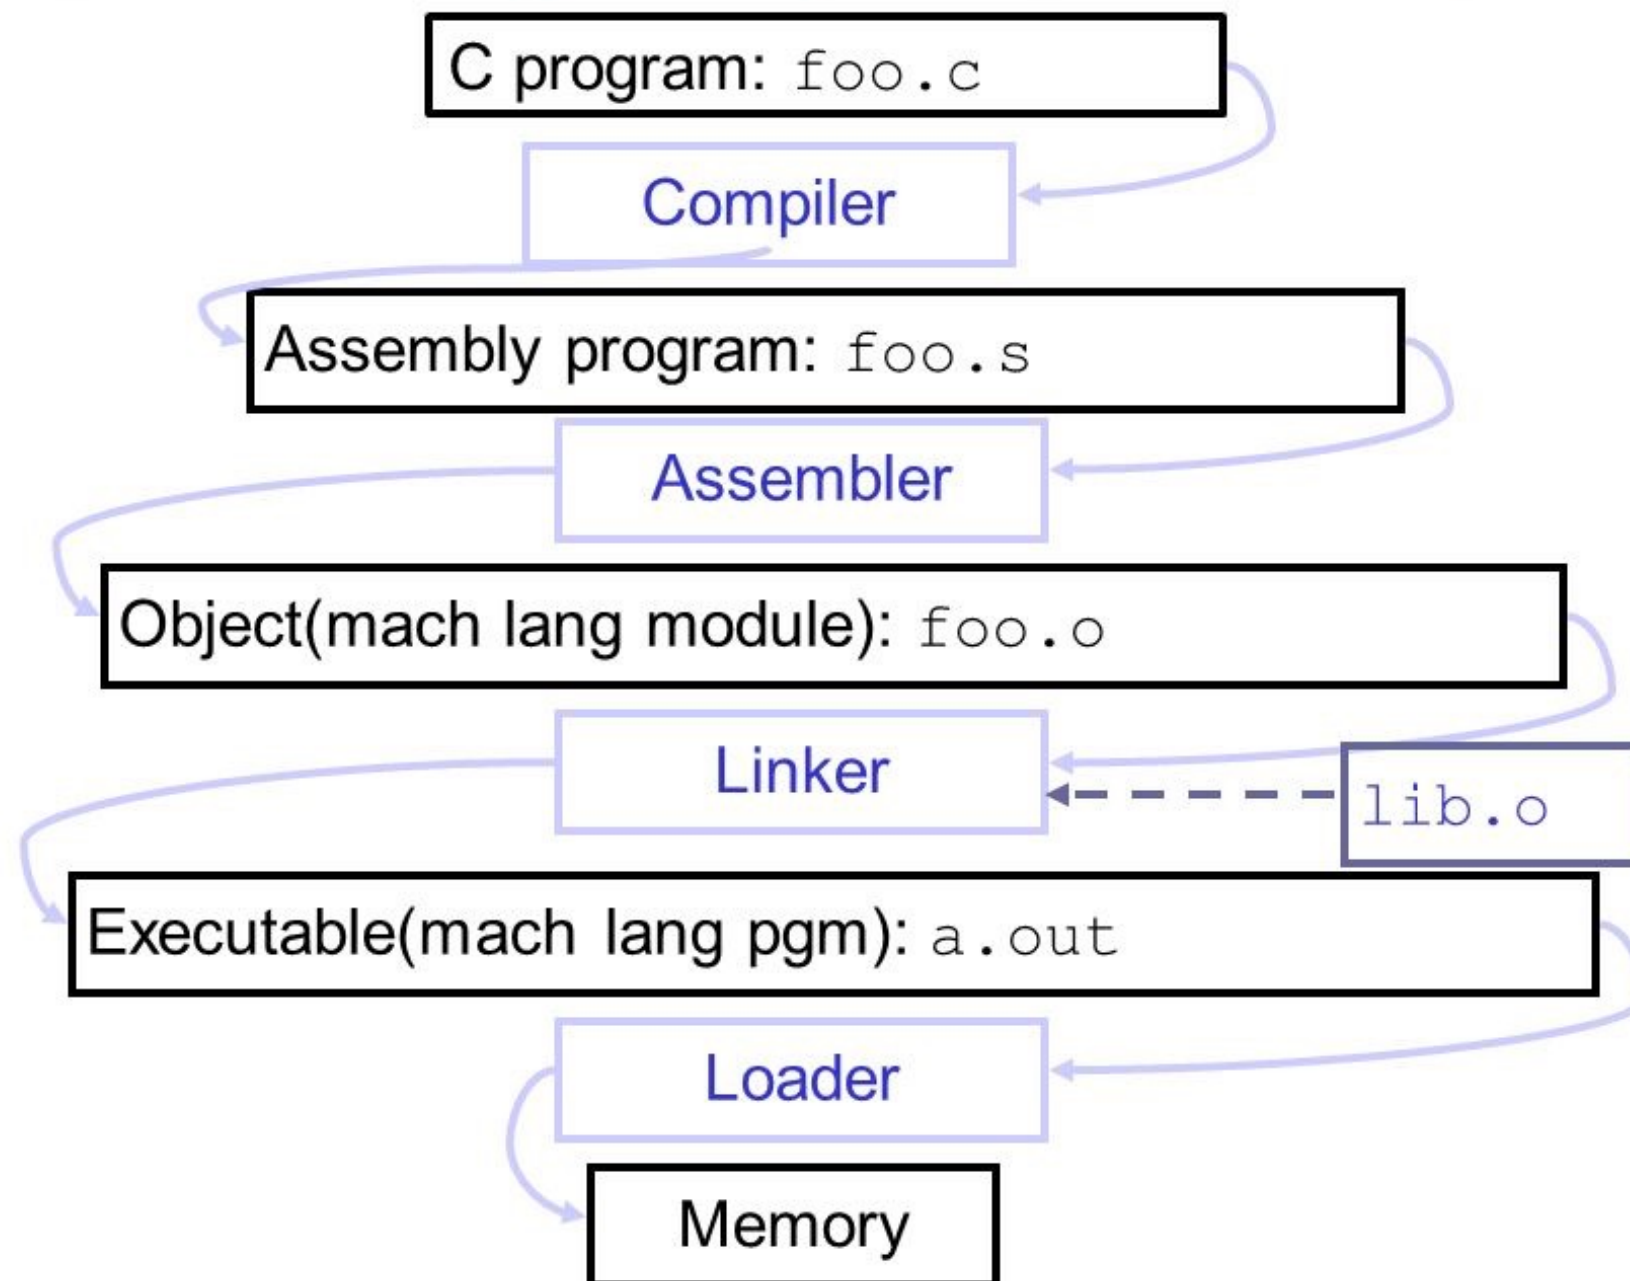 C program: foo.c
Compiler
Assembly program: foo.s
Assembler
Object(mach lang module): foo.o
Linker
lib.o
Executable(mach lang pgm): a.out
Loader
Memory